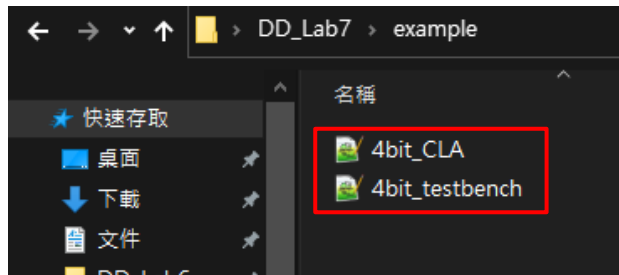 DD_Lab7 > example
名稱
快速存取
4bit_CLA
桌面
4bit_testbench
下載
文件